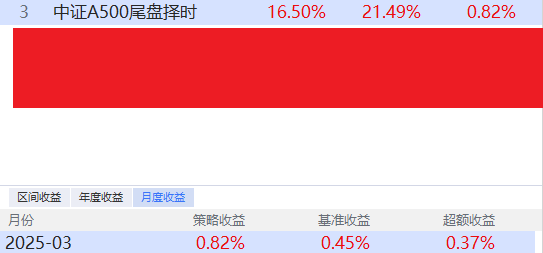 3 中证A500尾盘择时 16.50% 21.49% 0.82%
区间收益 年度收益 月度收益
月份 策略收益 基准收益 超额收益
2025-03 0.82% 0.45% 0.37%